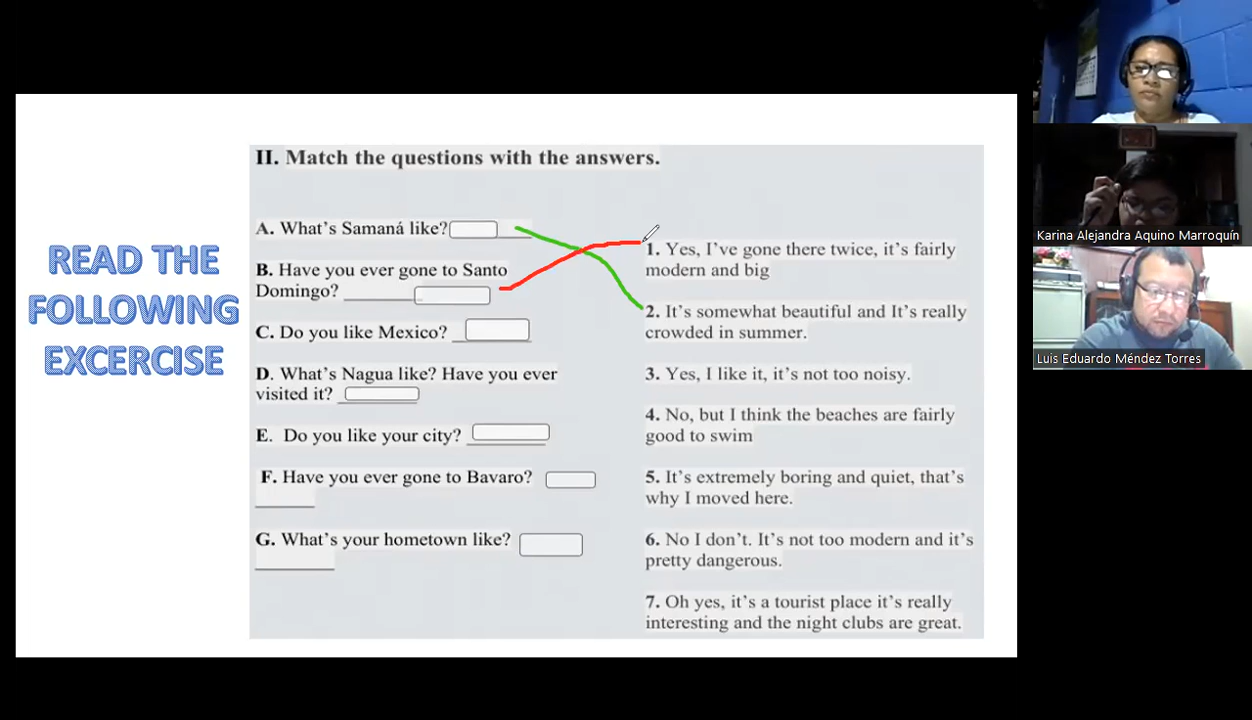 READ THE
FOLLOWING
EXCERCISE
II. Match the questions with the answers.
A. What's Samaná like?
B. Have you ever gone to Santo
Domingo?
C. Do you like Mexico?
D. What's Nagua like? Have you ever
visited it?
E. Do you like your city?
F. Have you ever gone to Bavaro?
G. What's your hometown like?
1. Yes, I've gone there twice, it's fairly
modern and big
2. It's somewhat beautiful and It's really
crowded in summer.
3. Yes, I like it, it's not too noisy.
4. No, but I think the beaches are fairly
good to swim
5. It's extremely boring and quiet, that's
why I moved here.
6. No I don't. It's not too modern and it's
pretty dangerous.
7. Oh yes, it's a tourist place it's really
interesting and the night clubs are great.
Karina Alejandra Aquino Marroquín
Luis Eduardo Méndez Torres